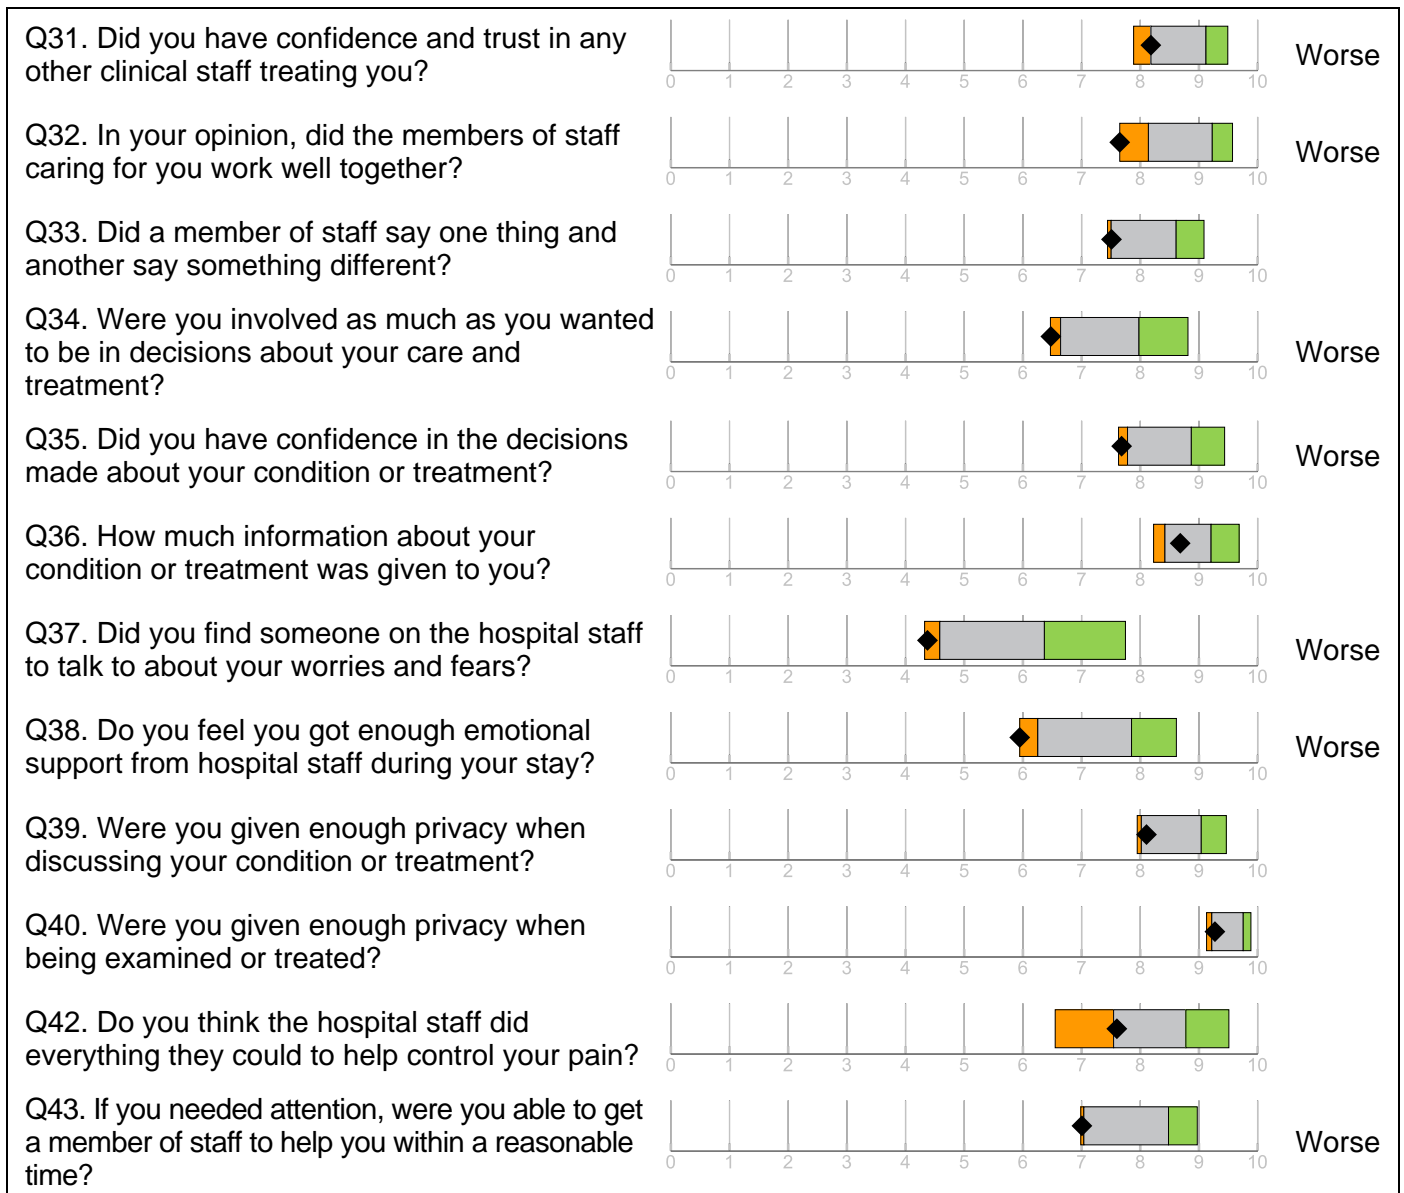 Q31. Did you have confidence and trust in any
other clinical staff treating you?
Worse
0 1 2 3 4 5 6 7 8 9 10
Q32. In your opinion, did the members of staff
caring for you work well together?
Worse
0 1 2 3 4 5 6 7 8 9 10
Q33. Did a member of staff say one thing and
another say something different?
0 1 2 3 4 5 6 7 8 9 10
Q34. Were you involved as much as you wanted
to be in decisions about your care and
treatment?
Worse
0 1 2 3 4 5 6 7 8 9 10
Q35. Did you have confidence in the decisions
made about your condition or treatment?
Worse
0 1 2 3 4 5 6 7 8 9 10
Q36. How much information about your
condition or treatment was given to you?
0 1 2 3 4 5 6 7 8 9 10
Q37. Did you find someone on the hospital staff
to talk to about your worries and fears?
Worse
0 1 2 3 4 5 6 7 8 9 10
Q38. Do you feel you got enough emotional
support from hospital staff during your stay?
Worse
0 1 2 3 4 5 6 7 8 9 10
Q39. Were you given enough privacy when
discussing your condition or treatment?
0 1 2 3 4 5 6 7 8 9 10
Q40. Were you given enough privacy when
being examined or treated?
0 1 2 3 4 5 6 7 8 9 10
Q42. Do you think the hospital staff did
everything they could to help control your pain?
0 1 2 3 4 5 6 7 8 9 10
Q43. If you needed attention, were you able to get
a member of staff to help you within a reasonable
time?
Worse
0 1 2 3 4 5 6 7 8 9 10